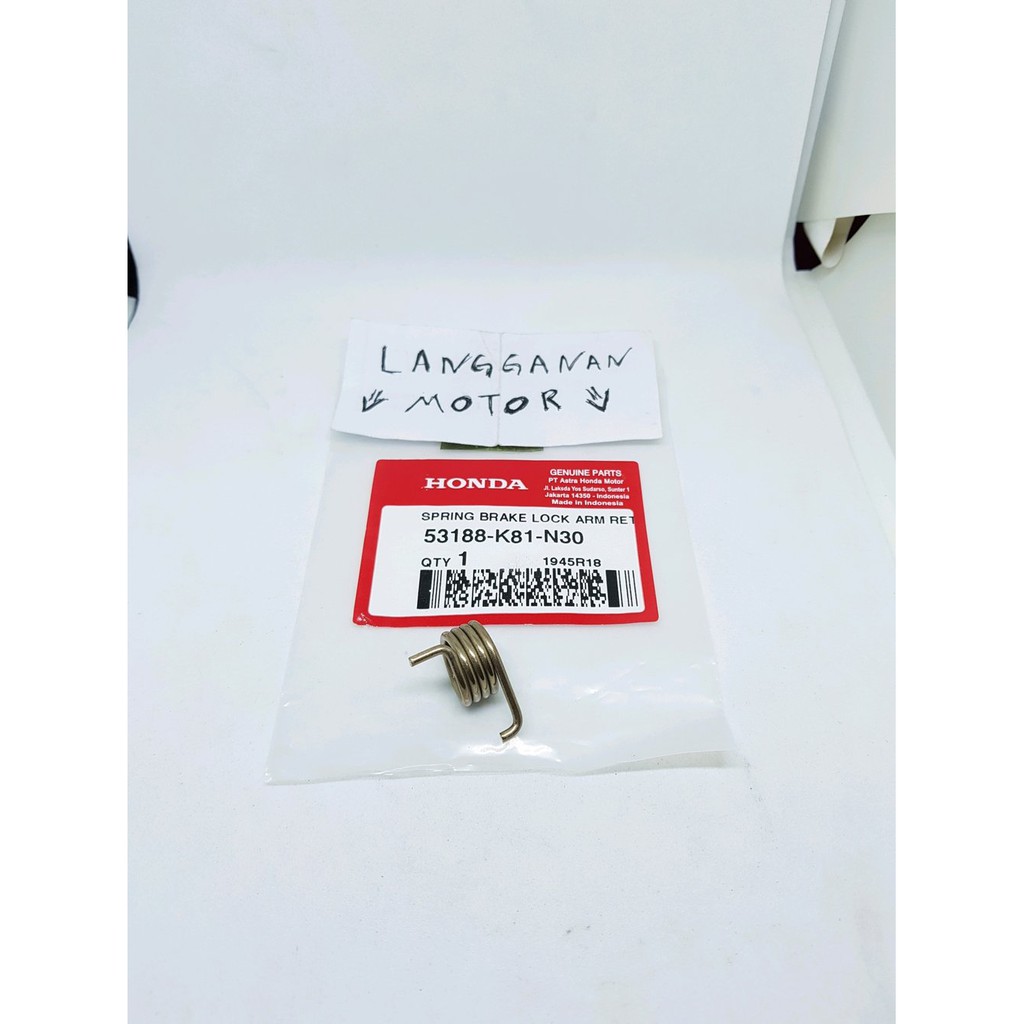 LANGGANAN
MOTOR
HONDA
GENUINE PARTS
PT Astra Honda Motor
Jl. Laksda Yos Sudarso, Sunter 1
Jakarta 14350 - Indonesia
Made in Indonesia
SPRING BRAKE LOCK ARM RET
53188-K81-N30
QTY 1 1945R18